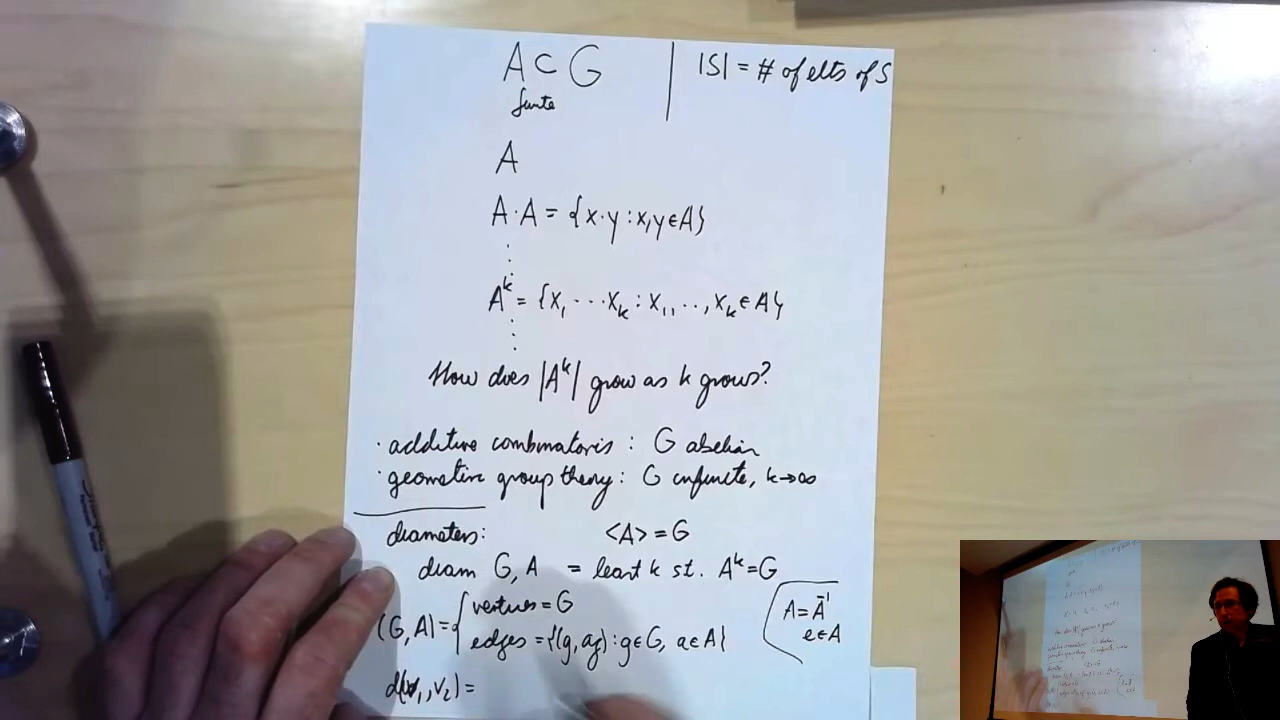 A ⊂ G | |S| = # of elts of S
finite
A
A·A = {x·y : x,y ∈ A}
A^k = {x_1 ··· x_k : x_1, .., x_k ∈ A}
How does |A^k| grow as k grows?
· additive combinatorics : G abelian
· geometric group theory : G infinite, k→∞
diameters: <A> = G
diam G, A = least k st. A^k = G
(G, A) = { vertices = G
edges = {(g, ag) : g ∈ G, a ∈ A}
( A = A^-1
e ∈ A
d(v_1, v_2) =